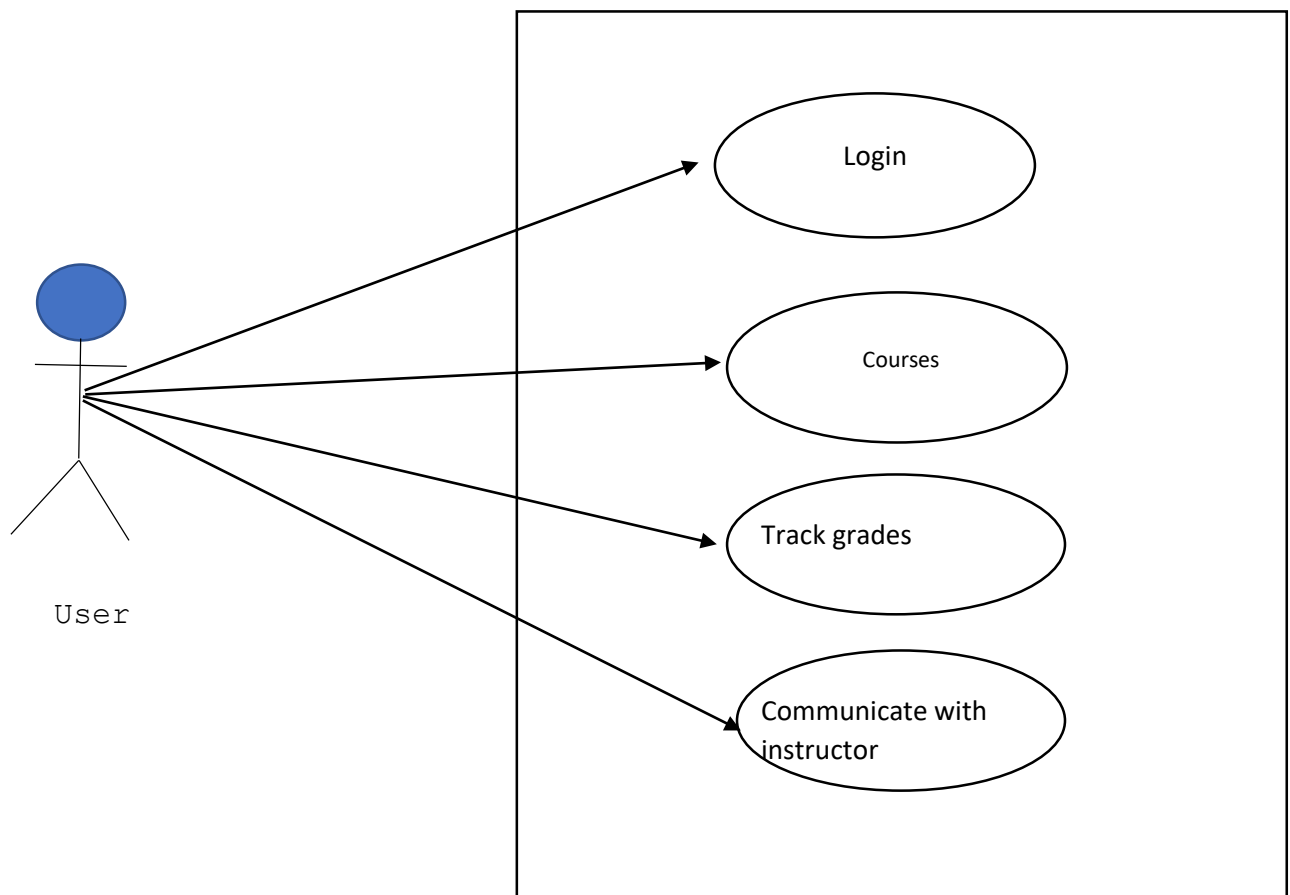 Login
Courses
Track grades
User
Communicate with
instructor